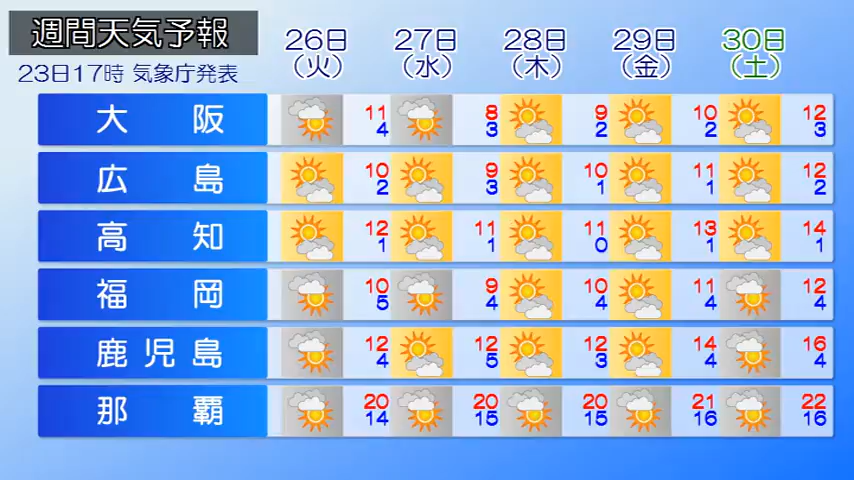 週間天気予報
23日17時 気象庁発表
26日 27日 28日 29日 30日
(火) (水) (木) (金) (土)
大阪 11 8 9 10 12
4 3 2 2 3
広島 10 9 10 11 12
2 3 1 1 2
高知 12 11 11 13 14
1 1 0 1 1
福岡 10 9 10 11 12
5 4 4 4 4
鹿児島 12 12 12 14 16
4 5 3 4 4
那覇 20 20 20 21 22
14 15 15 16 16